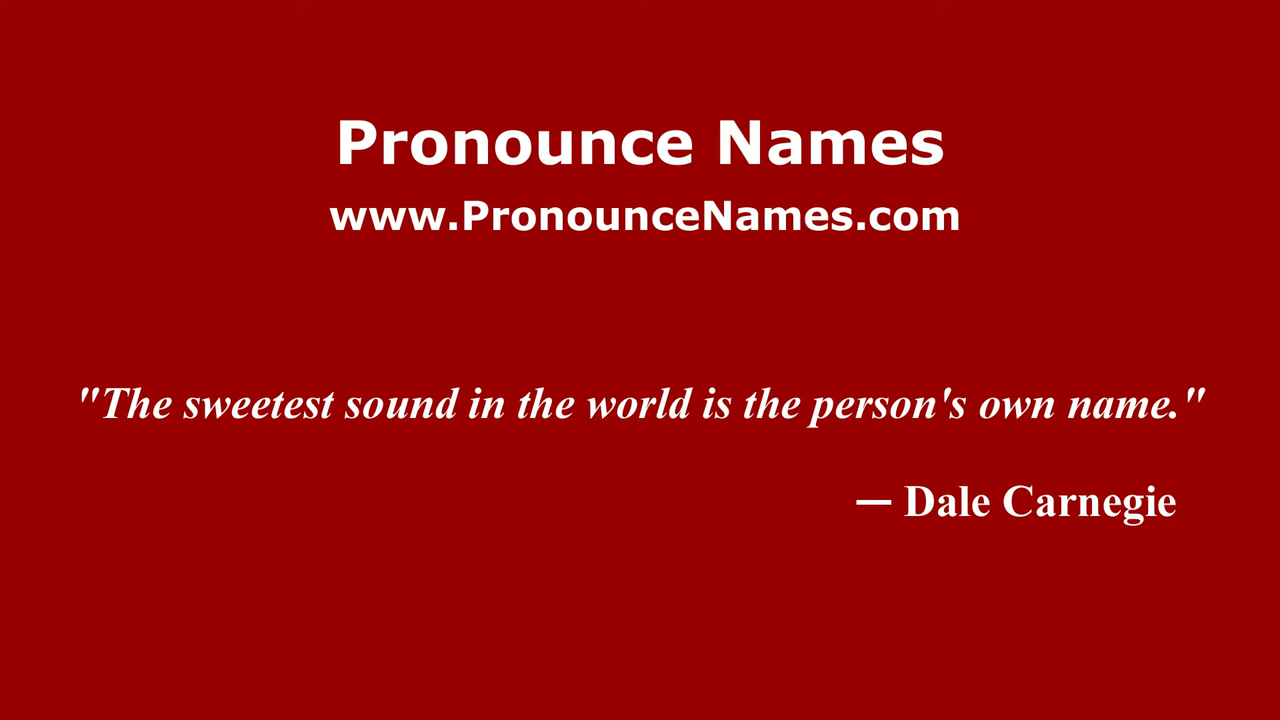 Pronounce Names
www.PronounceNames.com
"The sweetest sound in the world is the person's own name."
— Dale Carnegie